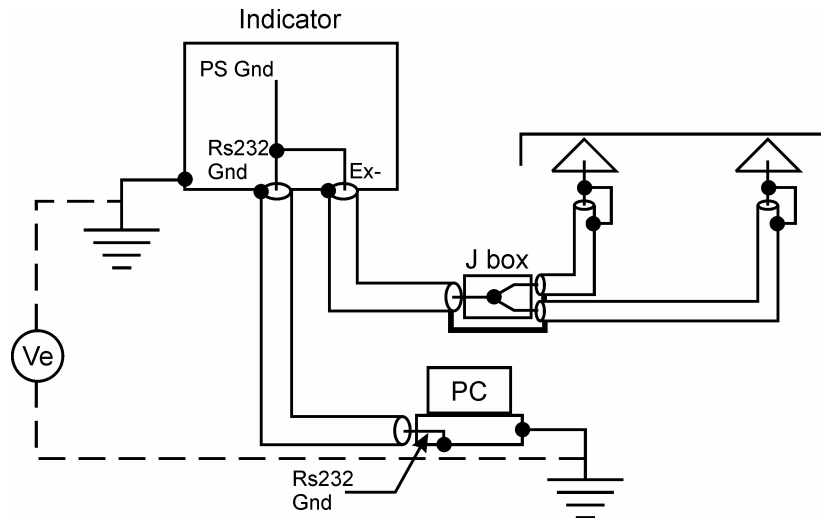 Indicator
PS Gnd
Rs232
Gnd
Ex-
J box
Ve
PC
Rs232
Gnd